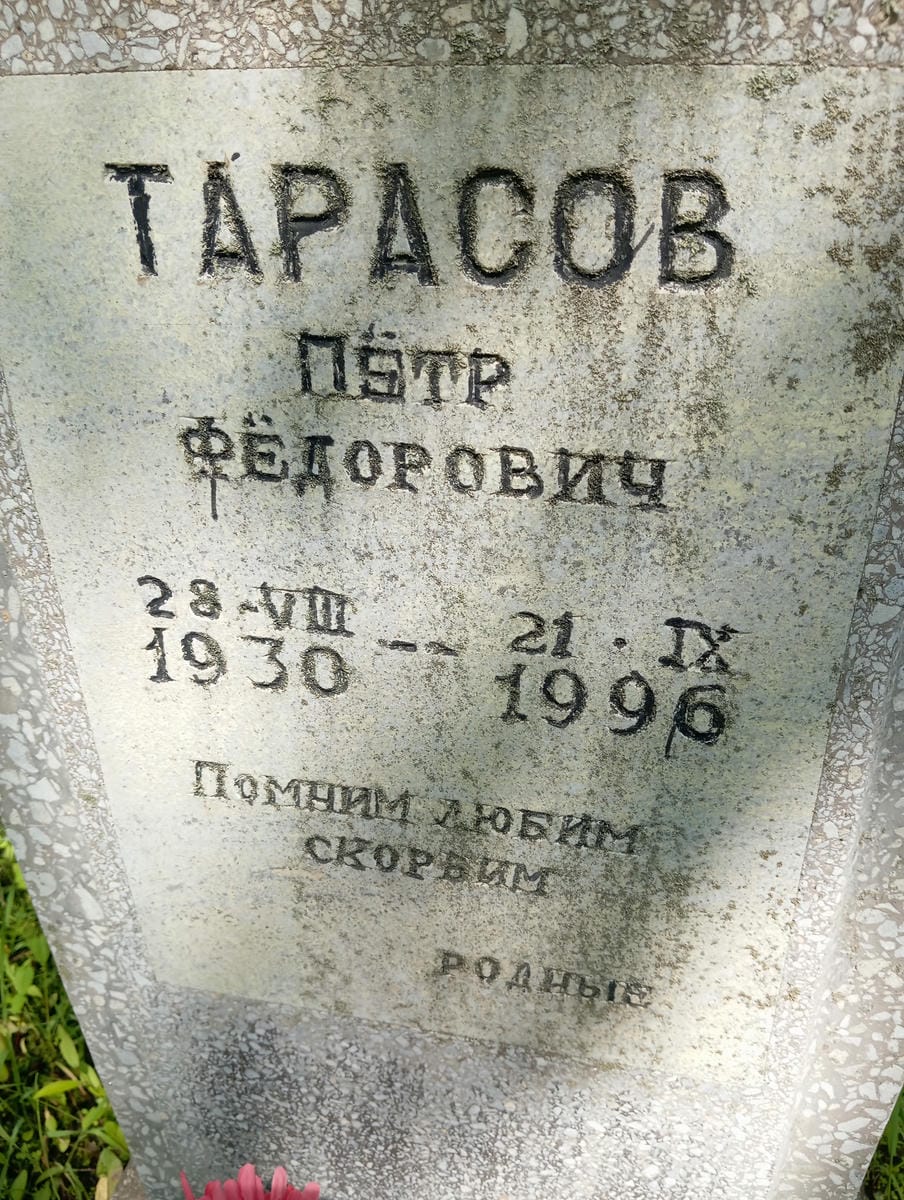 ТАРАСОВ
ПЁТР
ФЁДОРОВИЧ
28-VIII -- 21 · IX
1930 1996
Помним любим
скорбим
родные